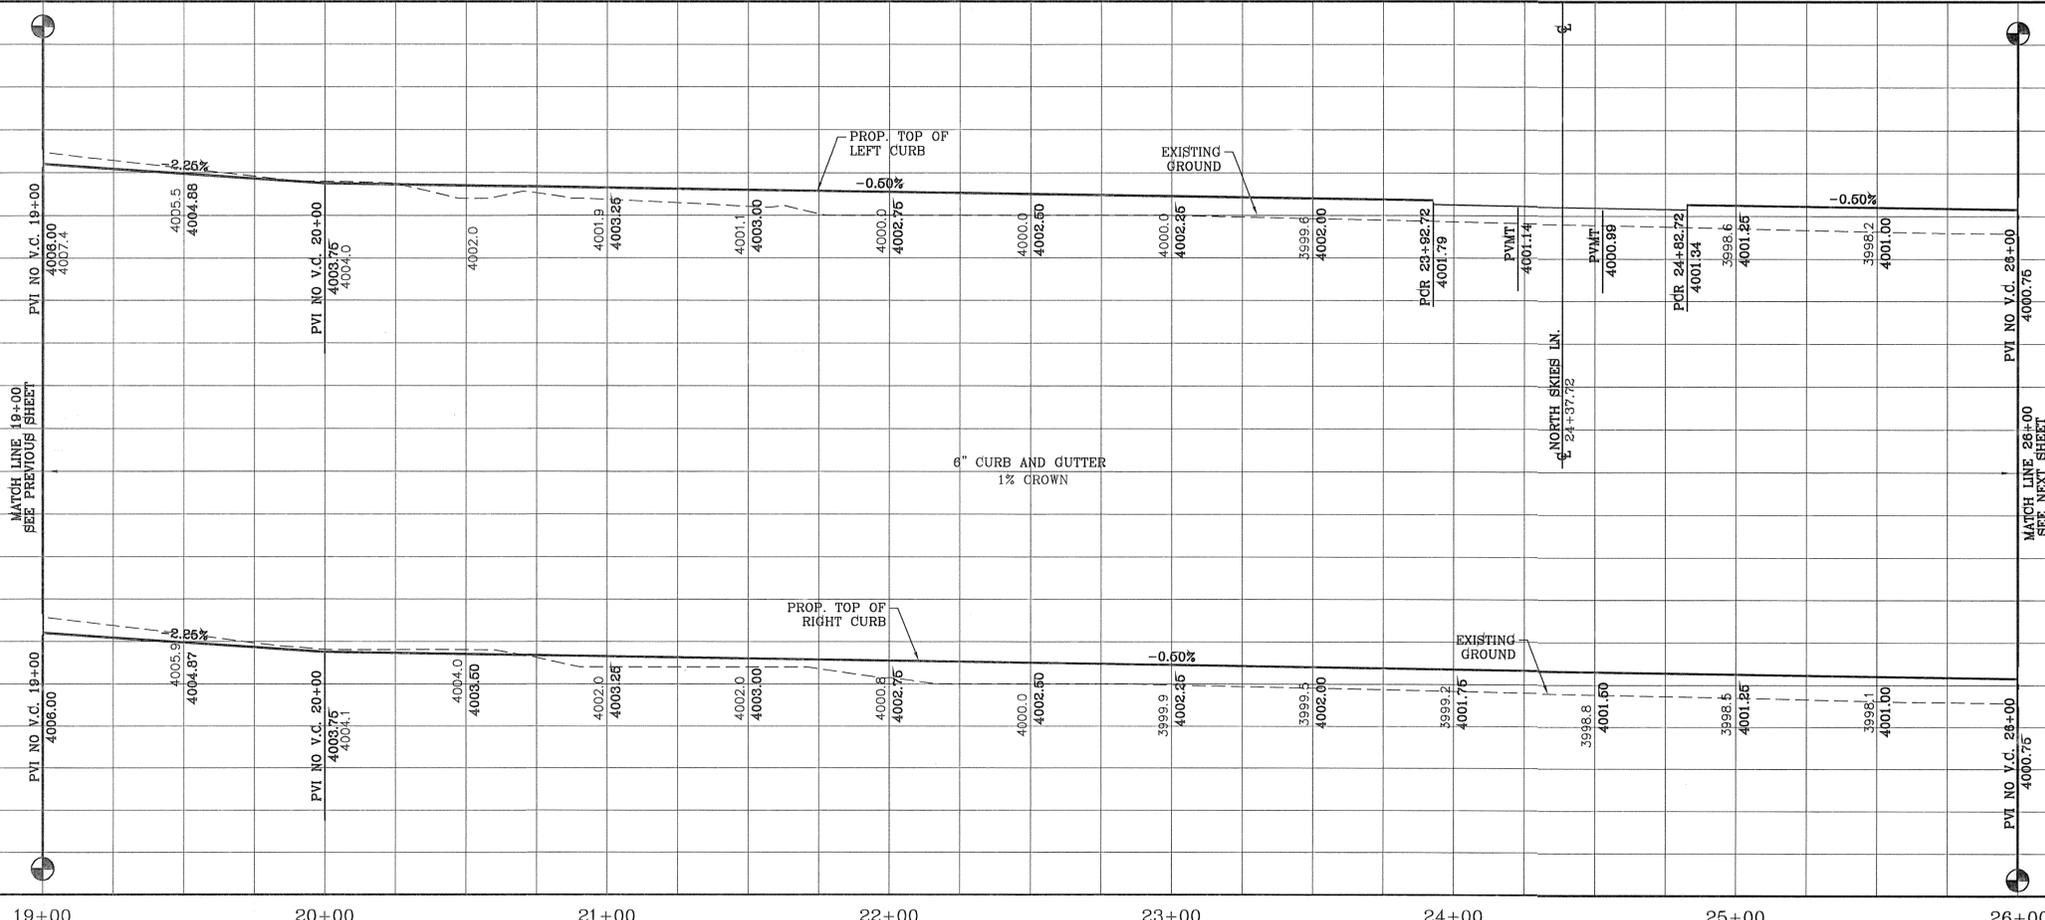 PROP. TOP OF
LEFT CURB
EXISTING
GROUND
-2.25%
-0.50%
-0.50%
PVI NO V.C. 19+00
4006.00
4007.4
4005.5
4004.88
PVI NO V.C. 20+00
4003.75
4004.0
4002.0
4001.9
4003.25
4001.1
4003.00
4000.0
4002.75
4000.0
4002.50
4000.0
4002.25
3999.6
4002.00
PCR 23+92.72
4001.79
PVMT
4001.14
PVMT
4000.99
PCR 24+82.72
4001.34
3998.6
4001.25
3998.2
4001.00
PVI NO V.C. 26+00
4000.75
℄ NORTH SKIES LN. ℄
24+37.72
MATCH LINE 19+00
SEE PREVIOUS SHEET
6" CURB AND GUTTER
1% CROWN
MATCH LINE 26+00
SEE NEXT SHEET
PROP. TOP OF
RIGHT CURB
EXISTING
GROUND
-2.25%
-0.50%
PVI NO V.C. 19+00
4006.00
4005.9
4004.87
PVI NO V.C. 20+00
4003.75
4004.1
4004.0
4003.50
4002.0
4003.25
4002.0
4003.00
4000.8
4002.75
4000.0
4002.50
3999.9
4002.25
3999.5
4002.00
3999.2
4001.75
3998.8
4001.50
3998.5
4001.25
3998.1
4001.00
PVI NO V.C. 26+00
4000.75
19+00
20+00
21+00
22+00
23+00
24+00
25+00
26+00